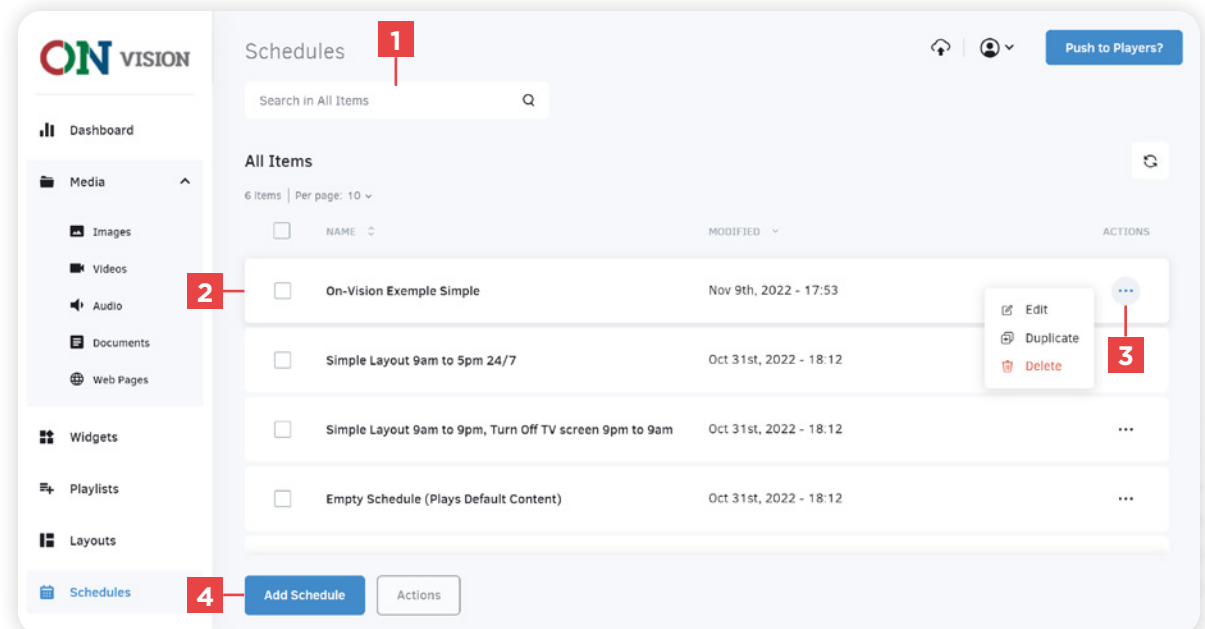 ON VISION
Dashboard
Media
Images
Videos
Audio
Documents
Web Pages
Widgets
Playlists
Layouts
Schedules
Schedules
1
Push to Players?
Search in All Items
All Items
6 Items | Per page: 10
NAME MODIFIED ACTIONS
2
On-Vision Exemple Simple Nov 9th, 2022 - 17:53
Edit
Duplicate
Delete
3
Simple Layout 9am to 5pm 24/7 Oct 31st, 2022 - 18:12
Simple Layout 9am to 9pm, Turn Off TV screen 9pm to 9am Oct 31st, 2022 - 18:12
Empty Schedule (Plays Default Content) Oct 31st, 2022 - 18:12
4
Add Schedule Actions